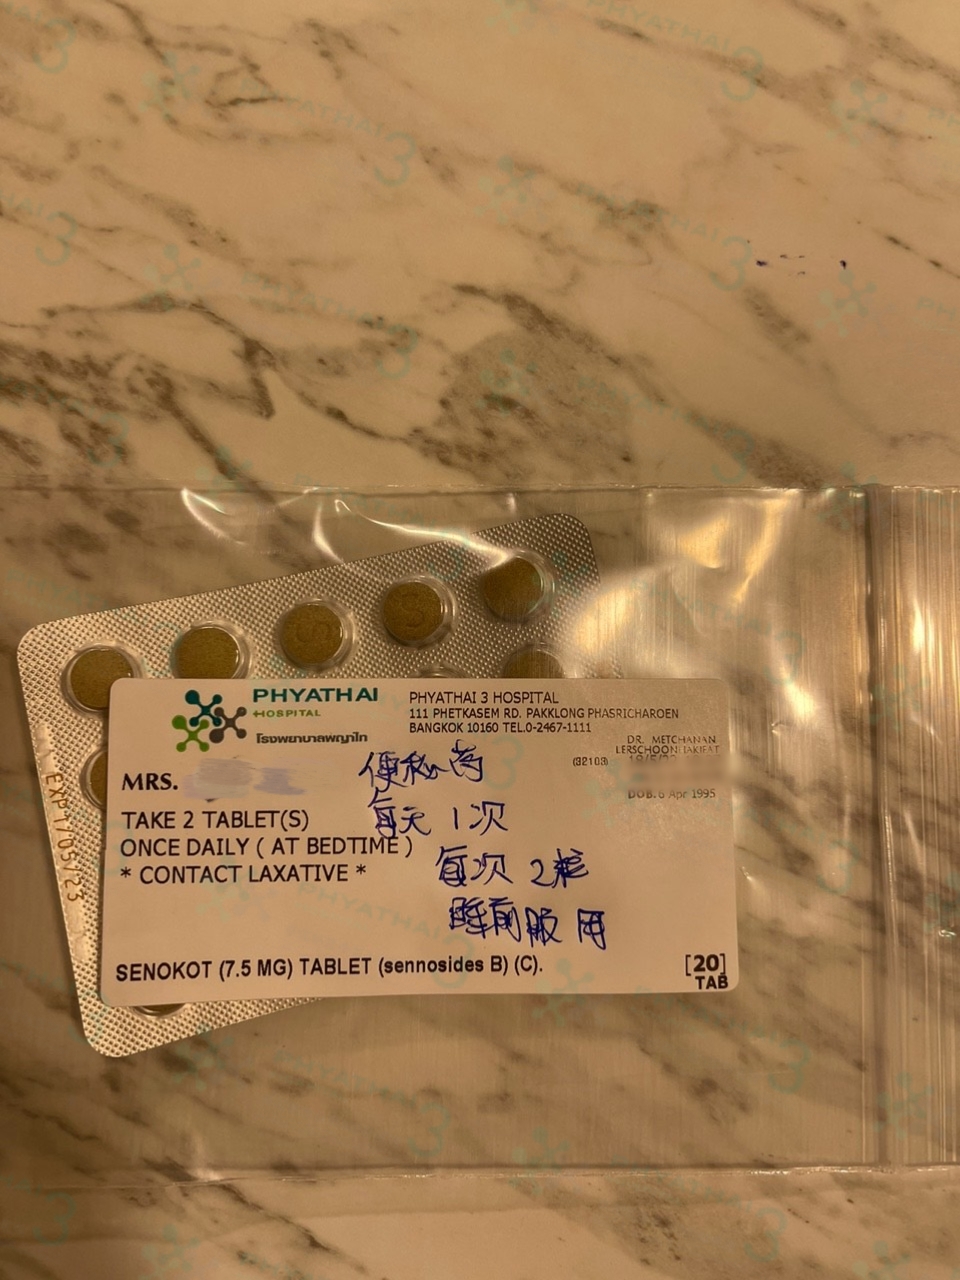 PHYATHAI
HOSPITAL
โรงพยาบาลพญาไท
PHYATHAI 3 HOSPITAL
111 PHETKASEM RD. PAKKLONG PHASRICHAROEN
BANGKOK 10160 TEL.0-2467-1111
DR. METCHANAN
(32103)
DOB. 6 Apr 1995
MRS.
便秘药
TAKE 2 TABLET(S)
每天 1次
ONCE DAILY ( AT BEDTIME )
每次 2粒
* CONTACT LAXATIVE *
睡前服用
SENOKOT (7.5 MG) TABLET (sennosides B) (C).
[20]
TAB
EXP
/05/23